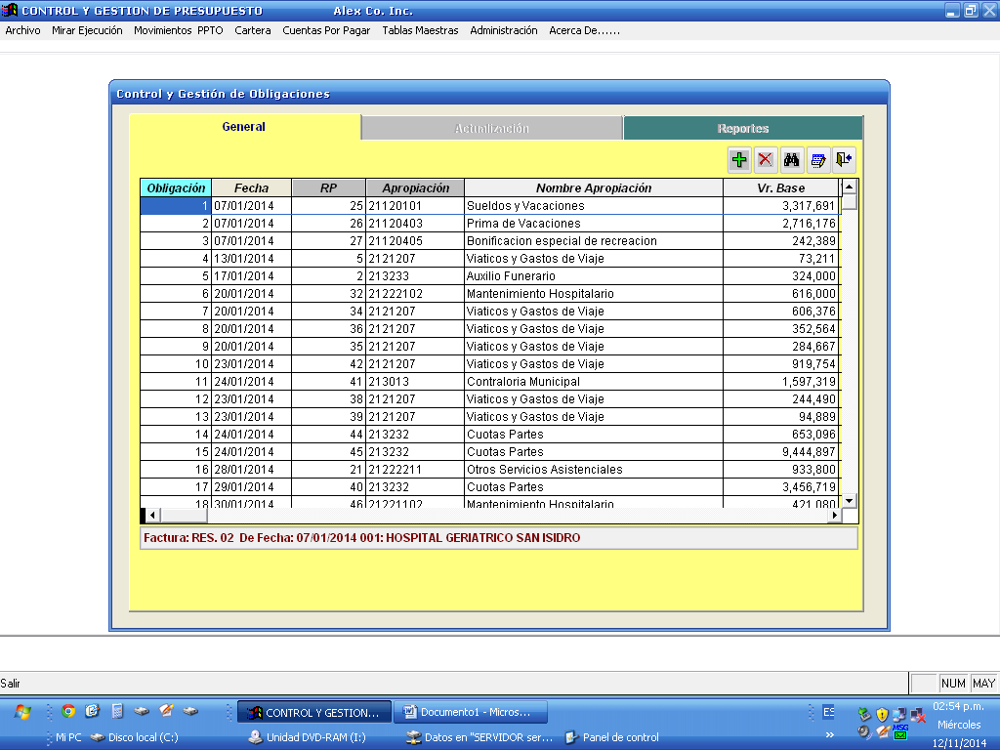 CONTROL Y GESTION DE PRESUPUESTO Alex Co. Inc.
Archivo Mirar Ejecución Movimientos PPTO Cartera Cuentas Por Pagar Tablas Maestras Administración Acerca De......
Control y Gestión de Obligaciones
General Actualización Reportes
Obligación Fecha RP Apropiación Nombre Apropiación Vr. Base
1 07/01/2014 25 21120101 Sueldos y Vacaciones 3,317,691
2 07/01/2014 26 21120403 Prima de Vacaciones 2,716,176
3 07/01/2014 27 21120405 Bonificacion especial de recreacion 242,389
4 13/01/2014 5 2121207 Viaticos y Gastos de Viaje 73,211
5 17/01/2014 2 213233 Auxilio Funerario 324,000
6 20/01/2014 32 21222102 Mantenimiento Hospitalario 616,000
7 20/01/2014 34 2121207 Viaticos y Gastos de Viaje 606,376
8 20/01/2014 36 2121207 Viaticos y Gastos de Viaje 352,564
9 20/01/2014 35 2121207 Viaticos y Gastos de Viaje 284,667
10 23/01/2014 42 2121207 Viaticos y Gastos de Viaje 919,754
11 24/01/2014 41 213013 Contraloria Municipal 1,597,319
12 23/01/2014 38 2121207 Viaticos y Gastos de Viaje 244,490
13 23/01/2014 39 2121207 Viaticos y Gastos de Viaje 94,889
14 24/01/2014 44 213232 Cuotas Partes 653,096
15 24/01/2014 45 213232 Cuotas Partes 9,444,897
16 28/01/2014 21 21222211 Otros Servicios Asistenciales 933,800
17 29/01/2014 40 213232 Cuotas Partes 3,456,719
18 30/01/2014 46 21221102 Mantenimiento Hospitalario 421,080
Factura: RES. 02 De Fecha: 07/01/2014 001: HOSPITAL GERIATRICO SAN ISIDRO
Salir NUM MAY
CONTROL Y GESTION... Documento1 - Micros... ES 02:54 p.m.
Miércoles
Mi PC Disco local (C:) Unidad DVD-RAM (I:) Datos en "SERVIDOR ser... Panel de control MSG
12/11/2014